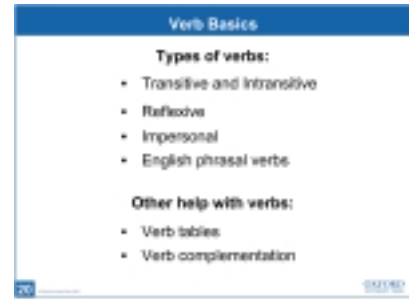 Verb Basics
Types of verbs:
• Transitive and Intransitive
• Reflexive
• Impersonal
• English phrasal verbs
Other help with verbs:
• Verb tables
• Verb complementation
OXFORD